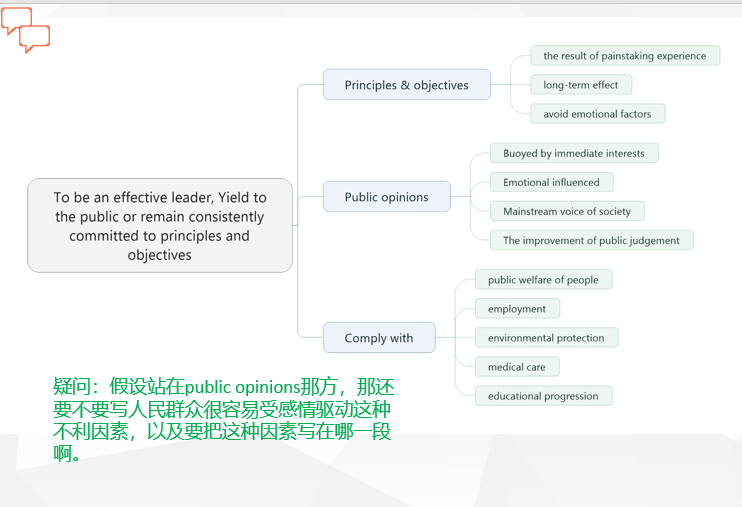 To be an effective leader, Yield to
the public or remain consistently
committed to principles and
objectives
Principles & objectives
the result of painstaking experience
long-term effect
avoid emotional factors
Public opinions
Buoyed by immediate interests
Emotional influenced
Mainstream voice of society
The improvement of public judgement
Comply with
public welfare of people
employment
environmental protection
medical care
educational progression
疑问：假设站在public opinions那方，那还
要不要写人民群众很容易受感情驱动这种
不利因素，以及要把这种因素写在哪一段
啊。